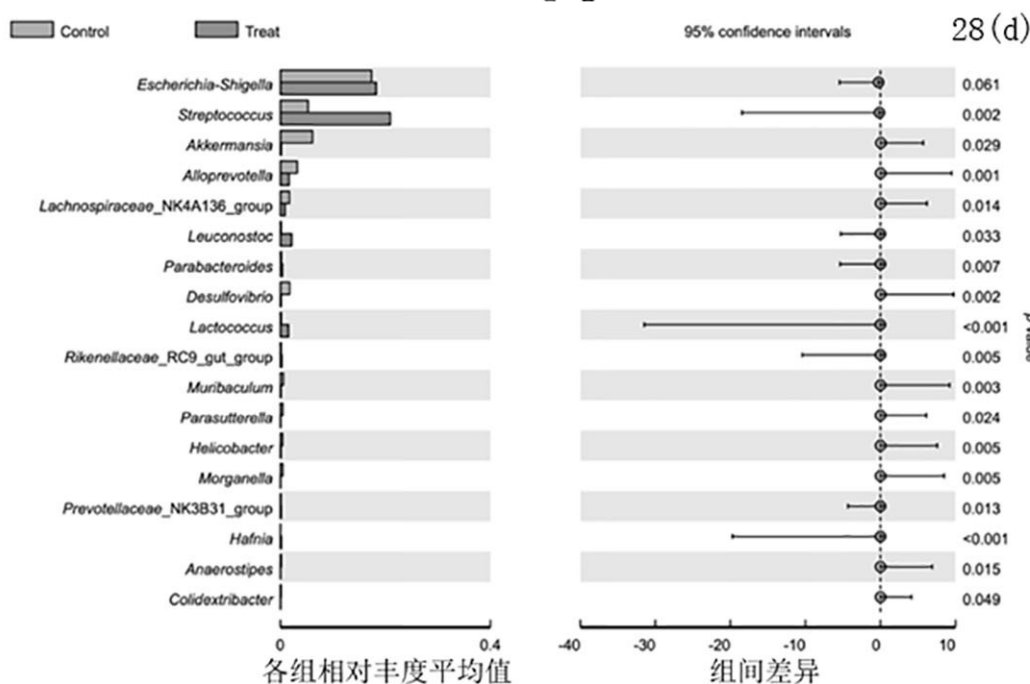 Control Treat 95% confidence intervals 28(d)
Escherichia-Shigella 0.061
Streptococcus 0.002
Akkermansia 0.029
Alloprevotella 0.001
Lachnospiraceae_NK4A136_group 0.014
Leuconostoc 0.033
Parabacteroides 0.007
Desulfovibrio 0.002
Lactococcus <0.001
Rikenellaceae_RC9_gut_group 0.005
Muribaculum 0.003
Parasutterella 0.024
Helicobacter 0.005
Morganella 0.005
Prevotellaceae_NK3B31_group 0.013
Hafnia <0.001
Anaerostipes 0.015
Colidextribacter 0.049
0 0.4 -40 -30 -20 -10 0 10
各组相对丰度平均值 组间差异